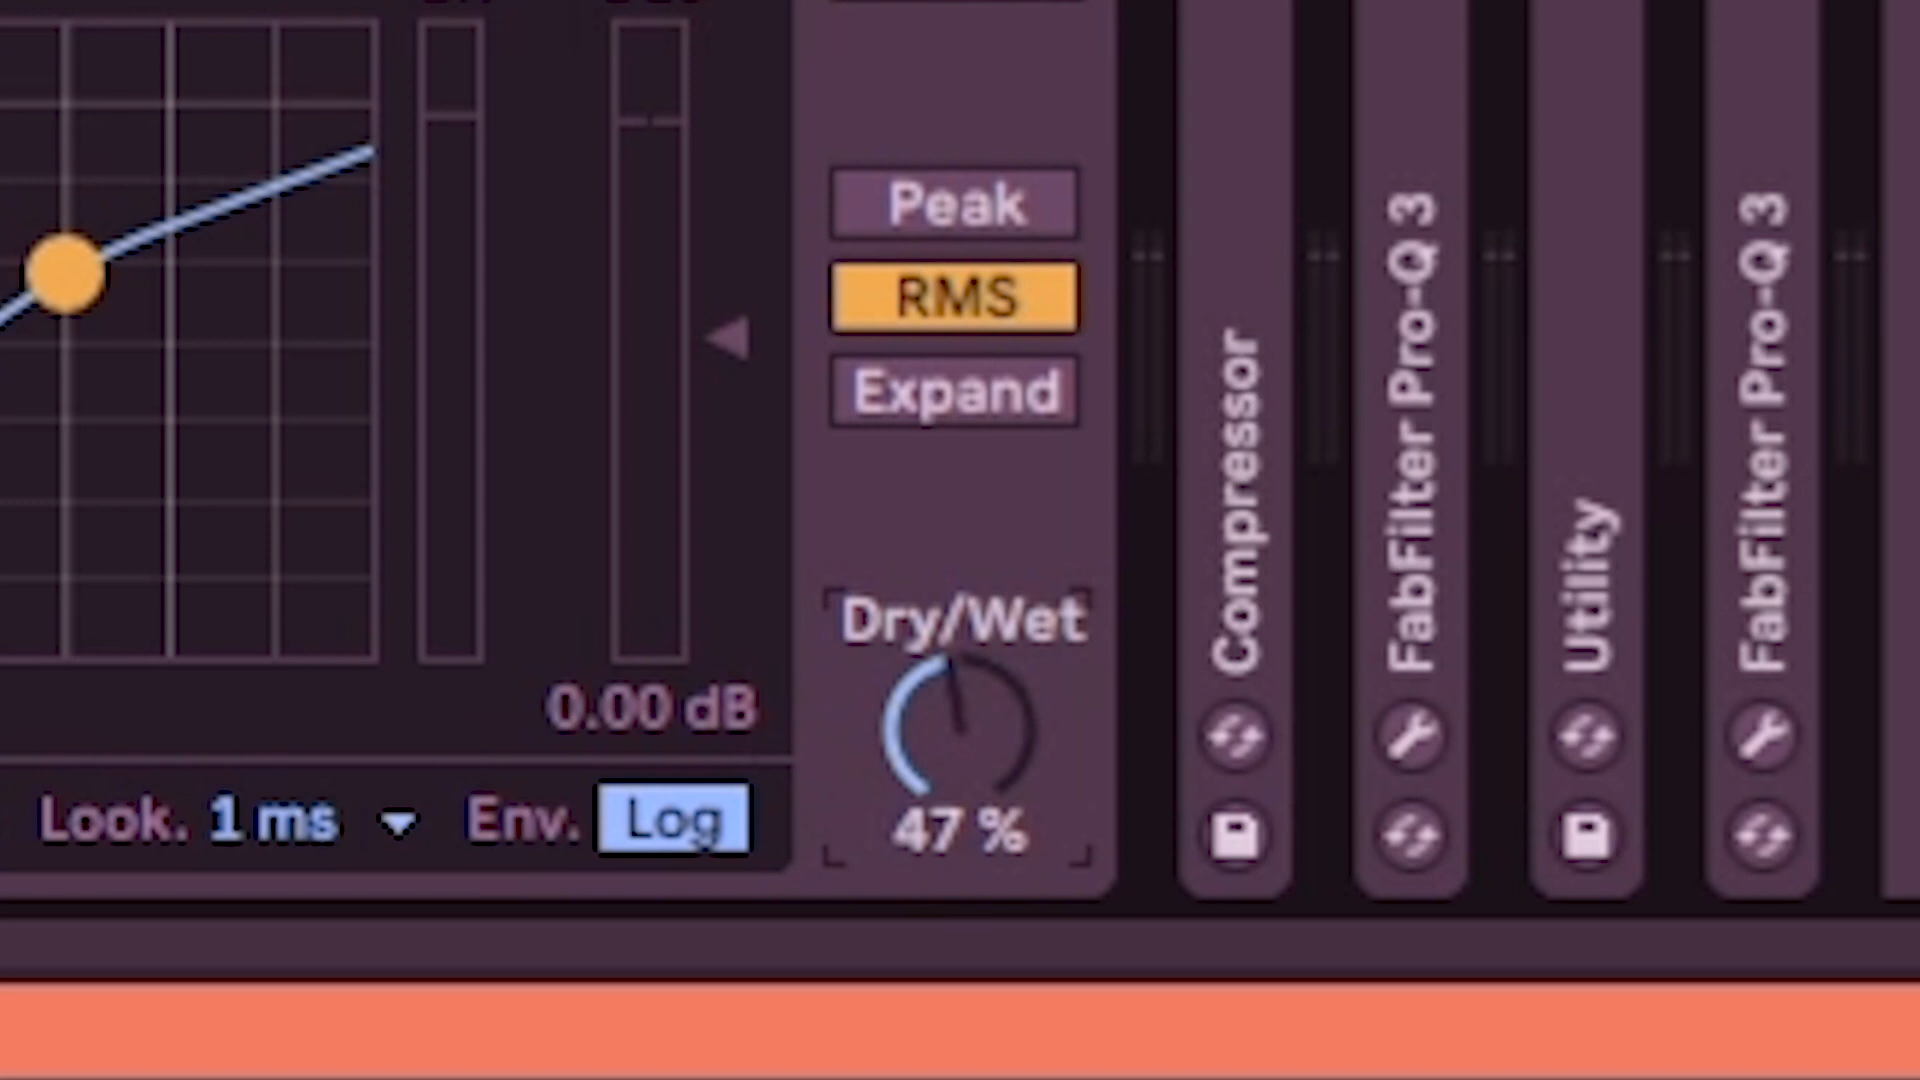 Peak
RMS
Expand
Dry/Wet
47 %
0.00 dB
Look. 1 ms Env. Log
Compressor
FabFilter Pro-Q 3
Utility
FabFilter Pro-Q 3